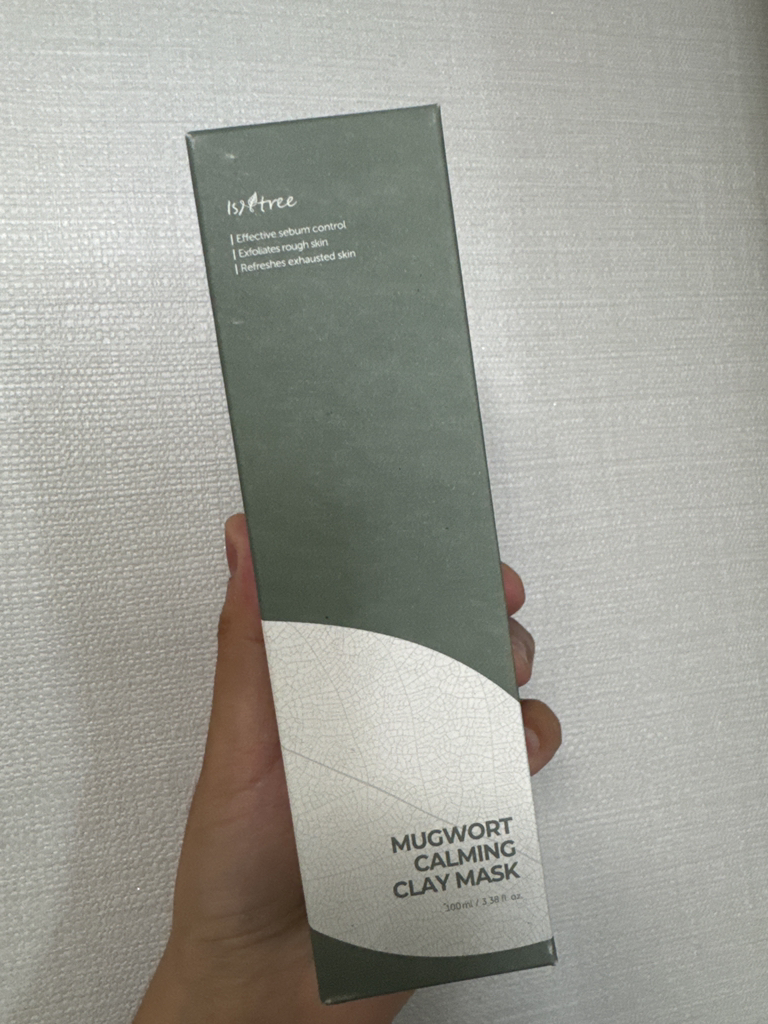 Isntree
Effective sebum control
Exfoliates rough skin
Refreshes exhausted skin
MUGWORT
CALMING
CLAY MASK
100ml / 3.38 fl. oz.